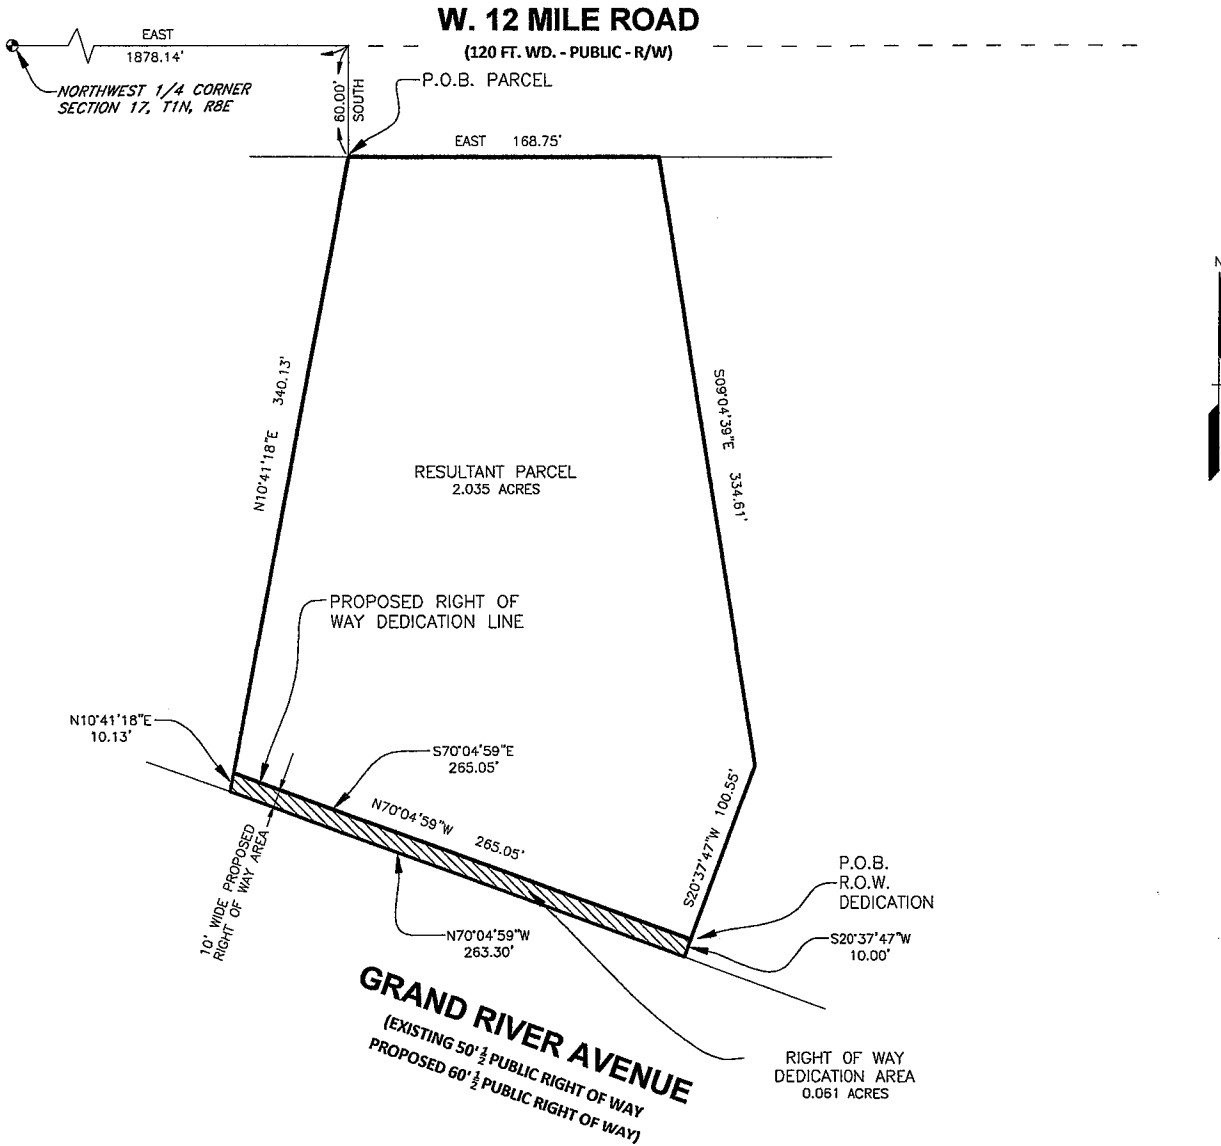 W. 12 MILE ROAD
(120 FT. WD. - PUBLIC - R/W)
EAST
1878.14'
NORTHWEST 1/4 CORNER
SECTION 17, T1N, R8E
60.00'
SOUTH
P.O.B. PARCEL
EAST 168.75'
N
N10°41'18"E 340.13'
S09°04'39"E 334.61'
RESULTANT PARCEL
2.035 ACRES
PROPOSED RIGHT OF
WAY DEDICATION LINE
N10°41'18"E
10.13'
S70°04'59"E
265.05'
N70°04'59"W 265.05'
S20°37'47"W 100.55'
10' WIDE PROPOSED
RIGHT OF WAY AREA
P.O.B.
R.O.W.
DEDICATION
N70°04'59"W
263.30'
S20°37'47"W
10.00'
GRAND RIVER AVENUE
(EXISTING 50' 1/2 PUBLIC RIGHT OF WAY
PROPOSED 60' 1/2 PUBLIC RIGHT OF WAY)
RIGHT OF WAY
DEDICATION AREA
0.061 ACRES